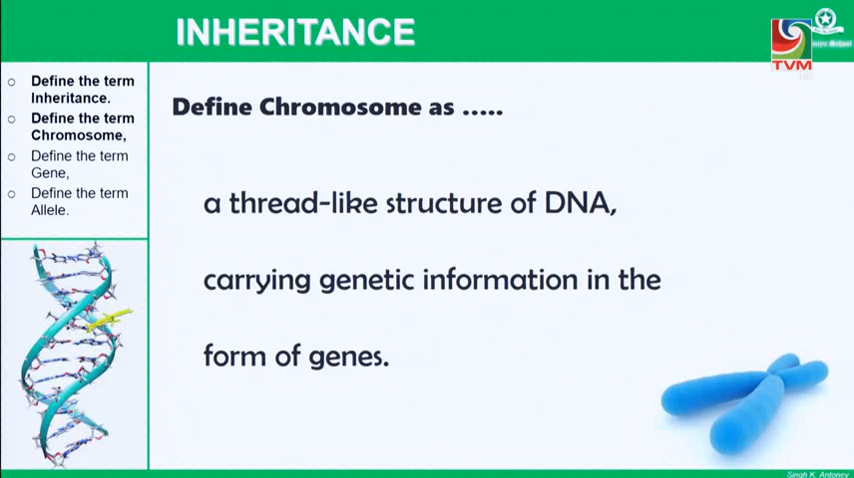 INHERITANCE
TVM
HD
Define the term
Inheritance.
Define the term
Chromosome,
Define the term
Gene,
Define the term
Allele.
Define Chromosome as .....
a thread-like structure of DNA,
carrying genetic information in the
form of genes.
Singh K. Antoney